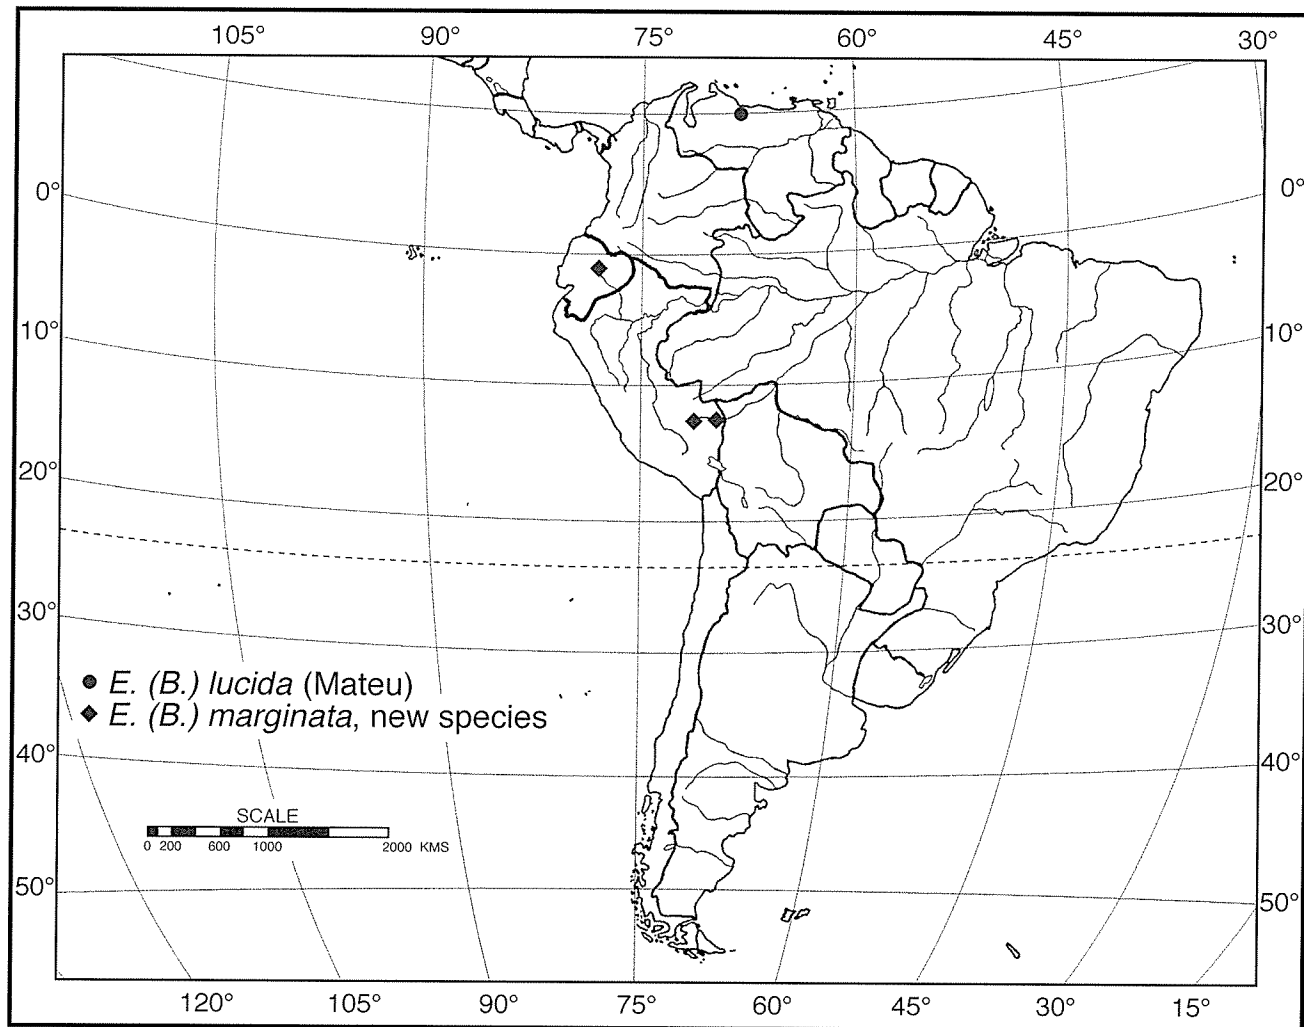 105° 90° 75° 60° 45° 30°
0° 0°
10° 10°
20° 20°
30° 30°
E. (B.) lucida (Mateu)
E. (B.) marginata, new species
40° 40°
SCALE
0 200 600 1000 2000 KMS
50° 50°
120° 105° 90° 75° 60° 45° 30° 15°